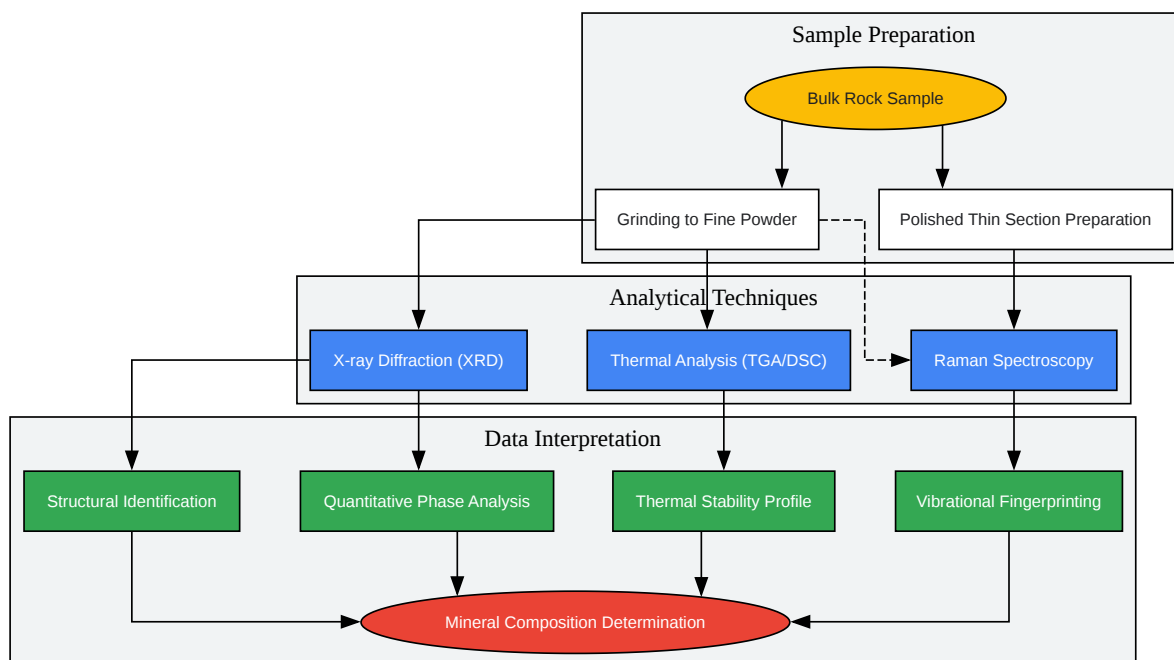 Sample Preparation
Bulk Rock Sample
Grinding to Fine Powder
Polished Thin Section Preparation
Analytical Techniques
X-ray Diffraction (XRD)
Thermal Analysis (TGA/DSC)
Raman Spectroscopy
Data Interpretation
Structural Identification
Quantitative Phase Analysis
Thermal Stability Profile
Vibrational Fingerprinting
Mineral Composition Determination